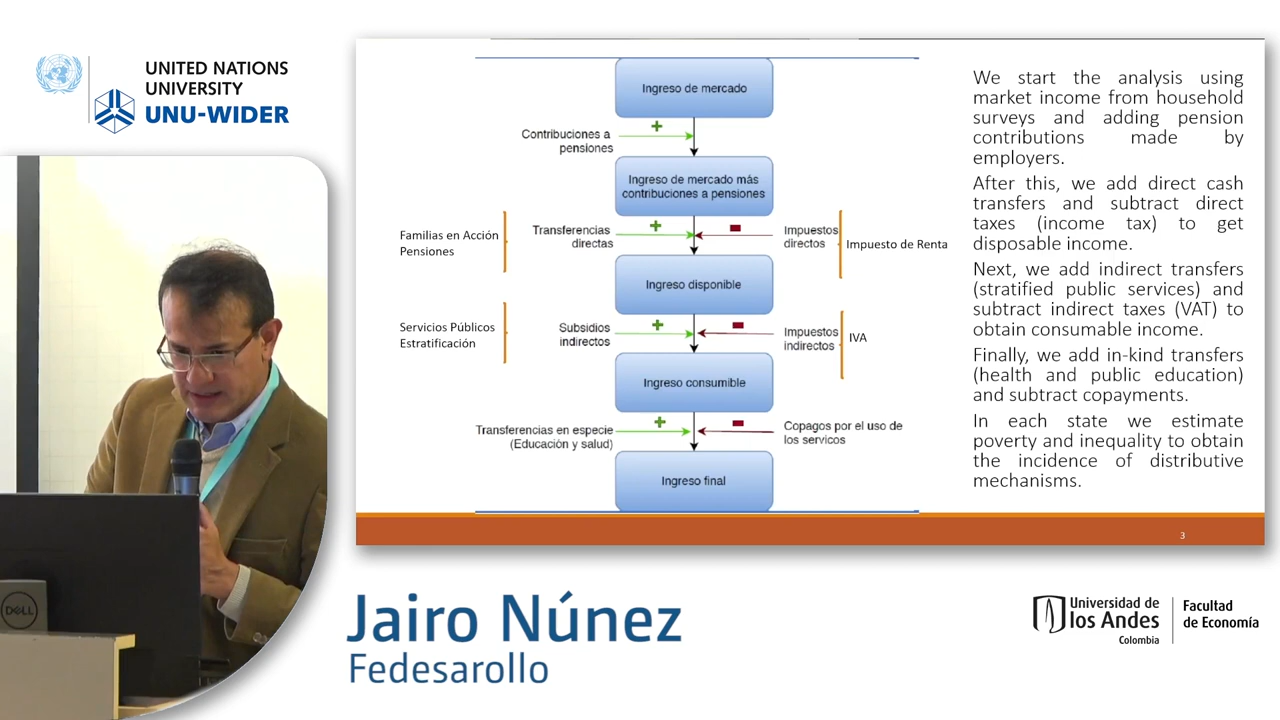 UNITED NATIONS
UNIVERSITY
UNU-WIDER
Ingreso de mercado
Contribuciones a
pensiones
Ingreso de mercado más
contribuciones a pensiones
Familias en Acción
Pensiones
Transferencias
directas
Impuestos
directos
Impuesto de Renta
Ingreso disponible
Servicios Públicos
Estratificación
Subsidios
indirectos
Impuestos
indirectos
IVA
Ingreso consumible
Transferencias en especie
(Educación y salud)
Copagos por el uso de
los servicos
Ingreso final
We start the analysis using
market income from household
surveys and adding pension
contributions made by
employers.
After this, we add direct cash
transfers and subtract direct
taxes (income tax) to get
disposable income.
Next, we add indirect transfers
(stratified public services) and
subtract indirect taxes (VAT) to
obtain consumable income.
Finally, we add in-kind transfers
(health and public education)
and subtract copayments.
In each state we estimate
poverty and inequality to obtain
the incidence of distributive
mechanisms.
3
DELL
Jairo Núnez
Fedesarollo
Universidad de
los Andes
Colombia
Facultad
de Economía